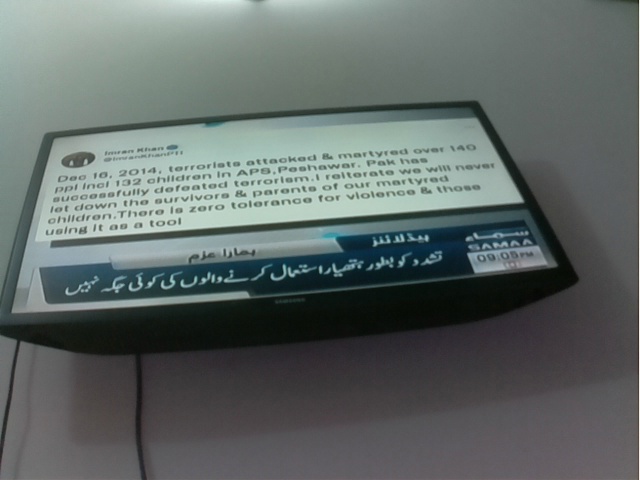 Imran Khan
@ImranKhanPTI
Dec 16, 2014, terrorists attacked & martyred over 140
ppl incl 132 children in APS,Peshawar. Pak has
successfully defeated terrorism.I reiterate we will never
let down the survivors & parents of our martyred
children.There is zero tolerance for violence & those
using it as a tool
سماء
SAMAA
ہیڈلائنز
ہمارا عزم
09:05PM
تشدد کو بطور ہتھیار استعمال کرنے والوں کی کوئی جگہ نہیں
SAMSUNG